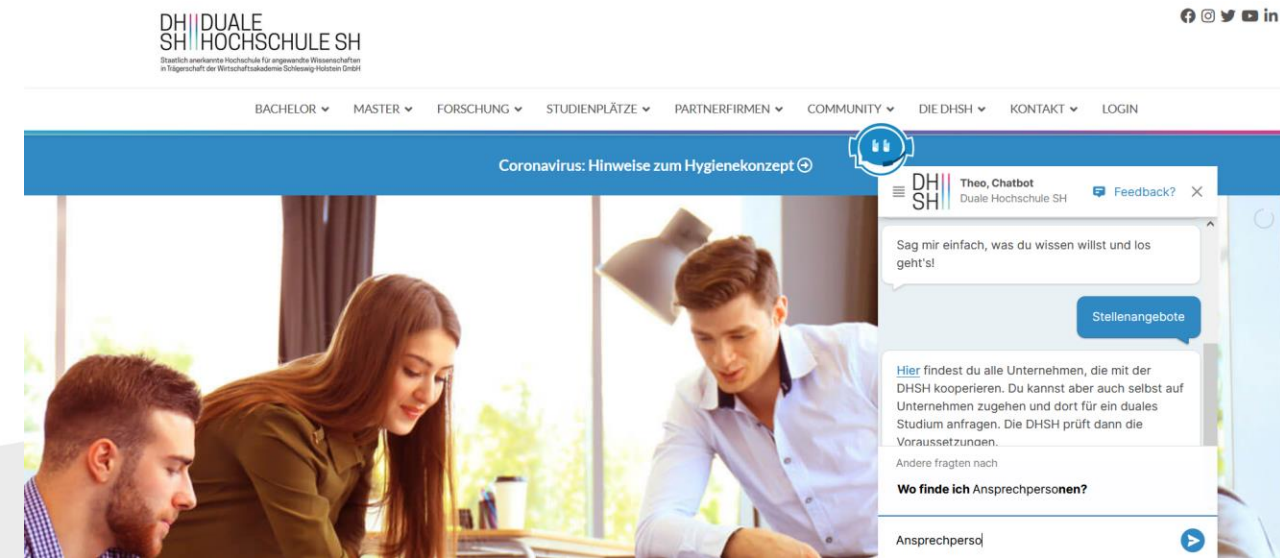 DH DUALE
SH HOCHSCHULE SH
Staatlich anerkannte Hochschule für angewandte Wissenschaften
in Trägerschaft der Wirtschaftsakademie Schleswig-Holstein GmbH
BACHELOR MASTER FORSCHUNG STUDIENPLÄTZE PARTNERFIRMEN COMMUNITY DIE DHSH KONTAKT LOGIN
Coronavirus: Hinweise zum Hygienekonzept
DH
SH
Theo, Chatbot
Duale Hochschule SH
Feedback?
Sag mir einfach, was du wissen willst und los
geht's!
Stellenangebote
Hier findest du alle Unternehmen, die mit der
DHSH kooperieren. Du kannst aber auch selbst auf
Unternehmen zugehen und dort für ein duales
Studium anfragen. Die DHSH prüft dann die
Voraussetzungen.
Andere fragten nach
Wo finde ich Ansprechpersonen?
Ansprechperso